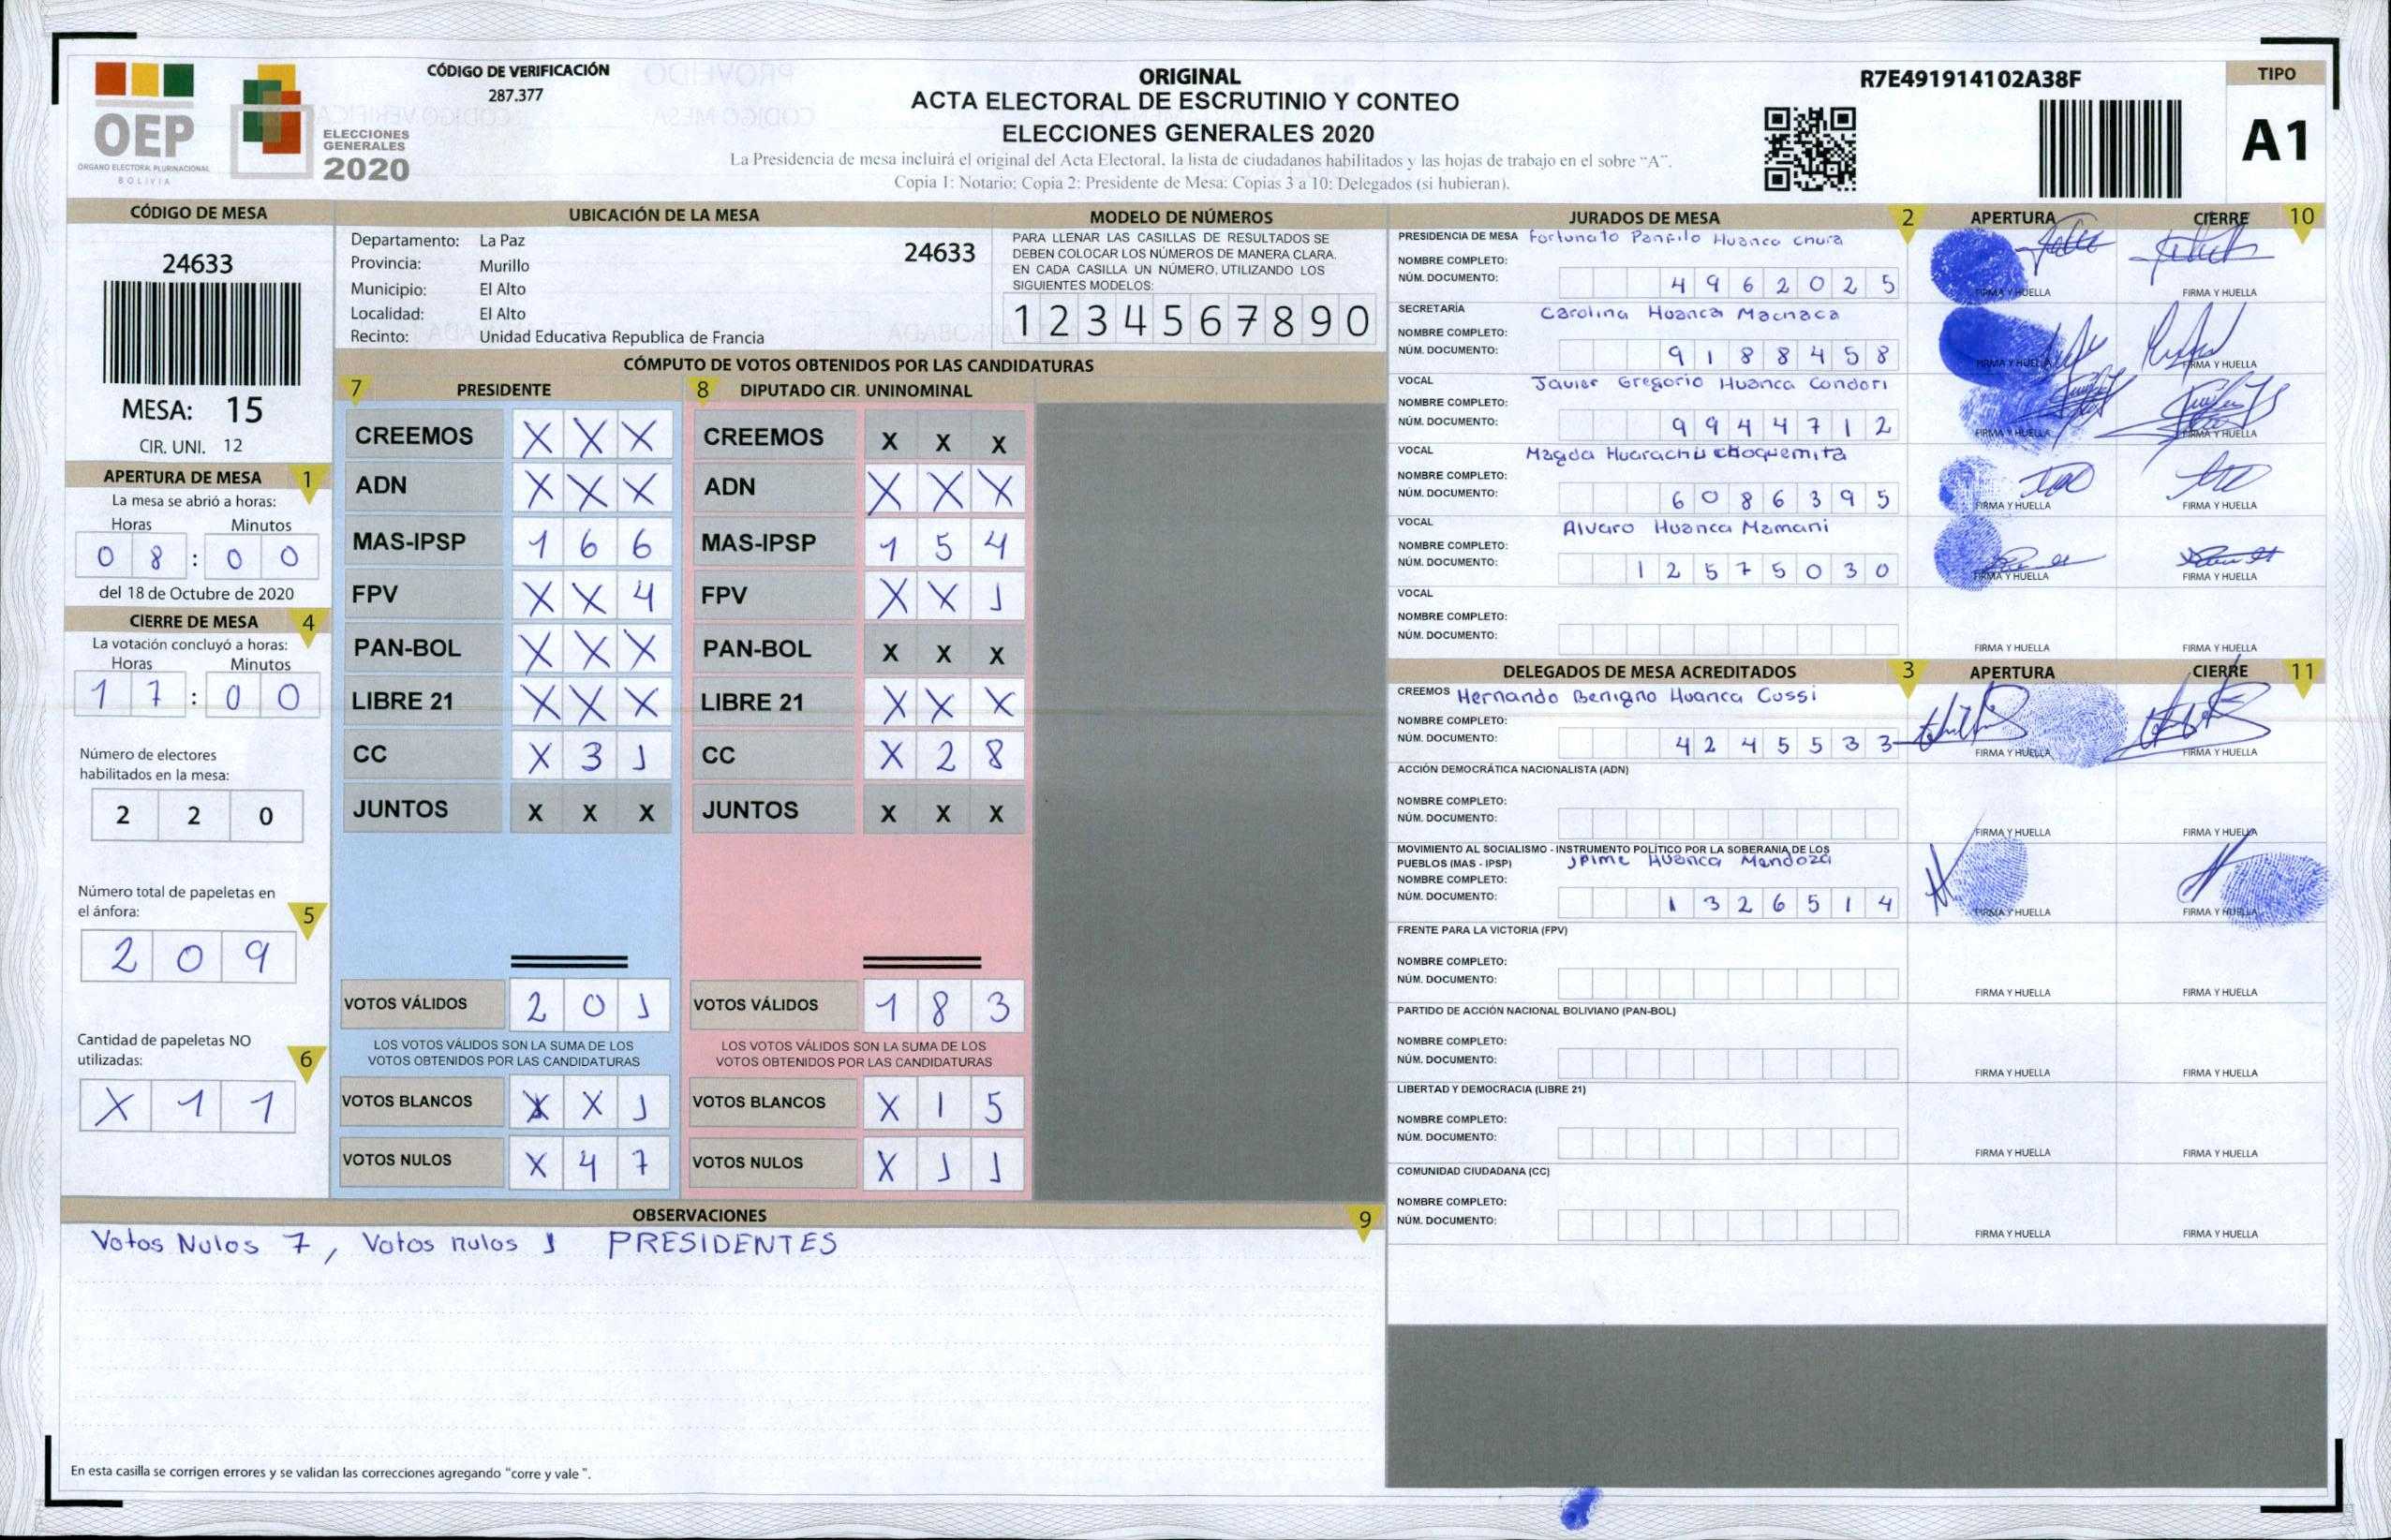 CÓDIGO DE VERIFICACIÓN
287.377
OEP
ÓRGANO ELECTORAL PLURINACIONAL
BOLIVIA
ELECCIONES
GENERALES
2020
ORIGINAL
ACTA ELECTORAL DE ESCRUTINIO Y CONTEO
ELECCIONES GENERALES 2020
La Presidencia de mesa incluirá el original del Acta Electoral, la lista de ciudadanos habilitados y las hojas de trabajo en el sobre "A".
Copia 1: Notario; Copia 2: Presidente de Mesa; Copias 3 a 10: Delegados (si hubieran).
R7E491914102A38F
TIPO
A1
CÓDIGO DE MESA
24633
MESA: 15
CIR. UNI. 12
APERTURA DE MESA 1
La mesa se abrió a horas:
Horas Minutos
0 8 : 0 0
del 18 de Octubre de 2020
CIERRE DE MESA 4
La votación concluyó a horas:
Horas Minutos
1 7 : 0 0
Número de electores
habilitados en la mesa:
2 2 0
Número total de papeletas en
el ánfora: 5
2 0 9
Cantidad de papeletas NO
utilizadas: 6
X 1 1
UBICACIÓN DE LA MESA
Departamento: La Paz 24633
Provincia: Murillo
Municipio: El Alto
Localidad: El Alto
Recinto: Unidad Educativa Republica de Francia
MODELO DE NÚMEROS
PARA LLENAR LAS CASILLAS DE RESULTADOS SE
DEBEN COLOCAR LOS NÚMEROS DE MANERA CLARA.
EN CADA CASILLA UN NÚMERO, UTILIZANDO LOS
SIGUIENTES MODELOS:
1 2 3 4 5 6 7 8 9 0
CÓMPUTO DE VOTOS OBTENIDOS POR LAS CANDIDATURAS
7 PRESIDENTE 8 DIPUTADO CIR. UNINOMINAL
CREEMOS X X X CREEMOS X X X
ADN X X X ADN X X X
MAS-IPSP 1 6 6 MAS-IPSP 1 5 4
FPV X X 4 FPV X X 1
PAN-BOL X X X PAN-BOL X X X
LIBRE 21 X X X LIBRE 21 X X X
CC X 3 1 CC X 2 8
JUNTOS X X X JUNTOS X X X
VOTOS VÁLIDOS 2 0 1 VOTOS VÁLIDOS 1 8 3
LOS VOTOS VÁLIDOS SON LA SUMA DE LOS LOS VOTOS VÁLIDOS SON LA SUMA DE LOS
VOTOS OBTENIDOS POR LAS CANDIDATURAS VOTOS OBTENIDOS POR LAS CANDIDATURAS
VOTOS BLANCOS X X 1 VOTOS BLANCOS X 1 5
VOTOS NULOS X 4 7 VOTOS NULOS X 1 1
OBSERVACIONES 9
Votos Nulos 7, Votos nulos 1 PRESIDENTES
En esta casilla se corrigen errores y se validan las correcciones agregando "corre y vale".
JURADOS DE MESA 2 APERTURA CIERRE 10
PRESIDENCIA DE MESA Fortunato Panfilo Huanca Chura
NOMBRE COMPLETO:
NÚM. DOCUMENTO: 4 9 6 2 0 2 5 FIRMA Y HUELLA FIRMA Y HUELLA
SECRETARÍA Carolina Huanca Macnaca
NOMBRE COMPLETO:
NÚM. DOCUMENTO: 9 1 8 8 4 5 8 FIRMA Y HUELLA FIRMA Y HUELLA
VOCAL Javier Gregorio Huanca Condori
NOMBRE COMPLETO:
NÚM. DOCUMENTO: 9 9 4 4 7 1 2 FIRMA Y HUELLA FIRMA Y HUELLA
VOCAL Magda Huarachu choquemita
NOMBRE COMPLETO:
NÚM. DOCUMENTO: 6 0 8 6 3 9 5 FIRMA Y HUELLA FIRMA Y HUELLA
VOCAL Alvaro Huanca Mamani
NOMBRE COMPLETO:
NÚM. DOCUMENTO: 1 2 5 7 5 0 3 0 FIRMA Y HUELLA FIRMA Y HUELLA
VOCAL
NOMBRE COMPLETO:
NÚM. DOCUMENTO: FIRMA Y HUELLA FIRMA Y HUELLA
DELEGADOS DE MESA ACREDITADOS 3 APERTURA CIERRE 11
CREEMOS Hernando Benigno Huanca Cussi
NOMBRE COMPLETO:
NÚM. DOCUMENTO: 4 2 4 5 5 3 3 FIRMA Y HUELLA FIRMA Y HUELLA
ACCIÓN DEMOCRÁTICA NACIONALISTA (ADN)
NOMBRE COMPLETO:
NÚM. DOCUMENTO: FIRMA Y HUELLA FIRMA Y HUELLA
MOVIMIENTO AL SOCIALISMO - INSTRUMENTO POLÍTICO POR LA SOBERANIA DE LOS
PUEBLOS (MAS - IPSP) Jaime Huanca Mendoza
NOMBRE COMPLETO:
NÚM. DOCUMENTO: 1 3 2 6 5 1 4 FIRMA Y HUELLA FIRMA Y HUELLA
FRENTE PARA LA VICTORIA (FPV)
NOMBRE COMPLETO:
NÚM. DOCUMENTO: FIRMA Y HUELLA FIRMA Y HUELLA
PARTIDO DE ACCIÓN NACIONAL BOLIVIANO (PAN-BOL)
NOMBRE COMPLETO:
NÚM. DOCUMENTO: FIRMA Y HUELLA FIRMA Y HUELLA
LIBERTAD Y DEMOCRACIA (LIBRE 21)
NOMBRE COMPLETO:
NÚM. DOCUMENTO: FIRMA Y HUELLA FIRMA Y HUELLA
COMUNIDAD CIUDADANA (CC)
NOMBRE COMPLETO:
NÚM. DOCUMENTO: FIRMA Y HUELLA FIRMA Y HUELLA